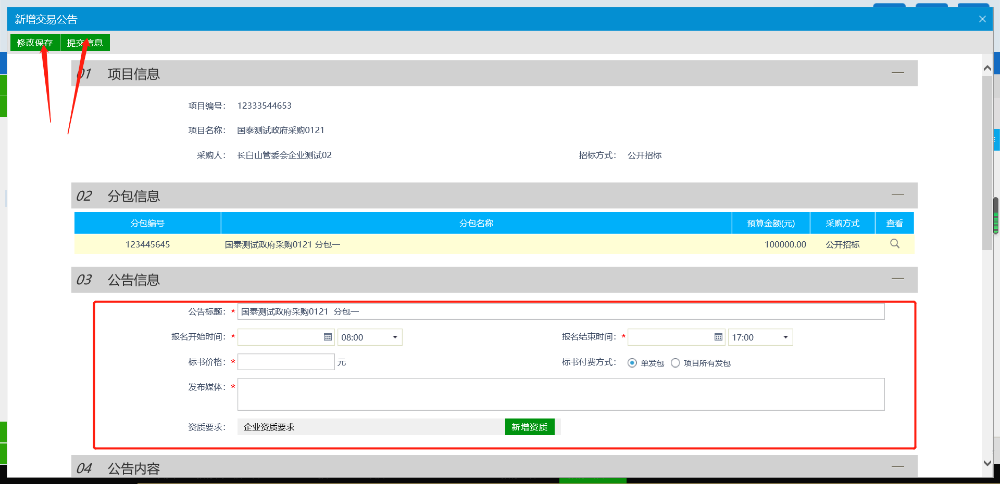 新增交易公告
修改保存 提交信息
01 项目信息
项目编号： 12333544653
项目名称： 国泰测试政府采购0121
采购人： 长白山管委会企业测试02 招标方式： 公开招标
02 分包信息
分包编号 分包名称 预算金额(元) 采购方式 查看
123445645 国泰测试政府采购0121 分包一 100000.00 公开招标
03 公告信息
公告标题：* 国泰测试政府采购0121 分包一
报名开始时间：* 08:00 报名结束时间：* 17:00
标书价格：* 元 标书付费方式： 单发包 项目所有发包
发布媒体：*
资质要求： 企业资质要求 新增资质
04 公告内容